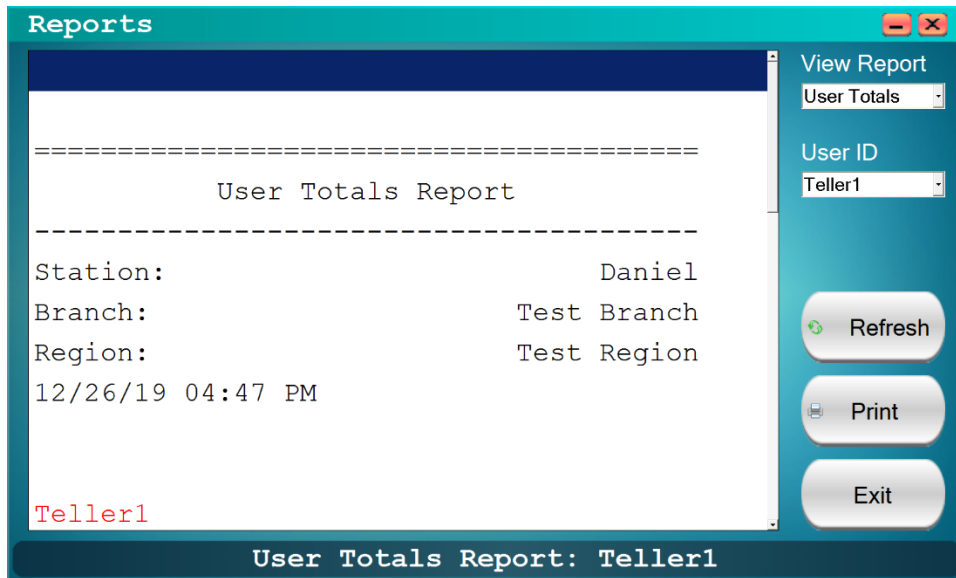 Reports
========================================
User Totals Report
----------------------------------------
Station: Daniel
Branch: Test Branch
Region: Test Region
12/26/19 04:47 PM
Teller1
View Report
User Totals
User ID
Teller1
Refresh
Print
Exit
User Totals Report: Teller1